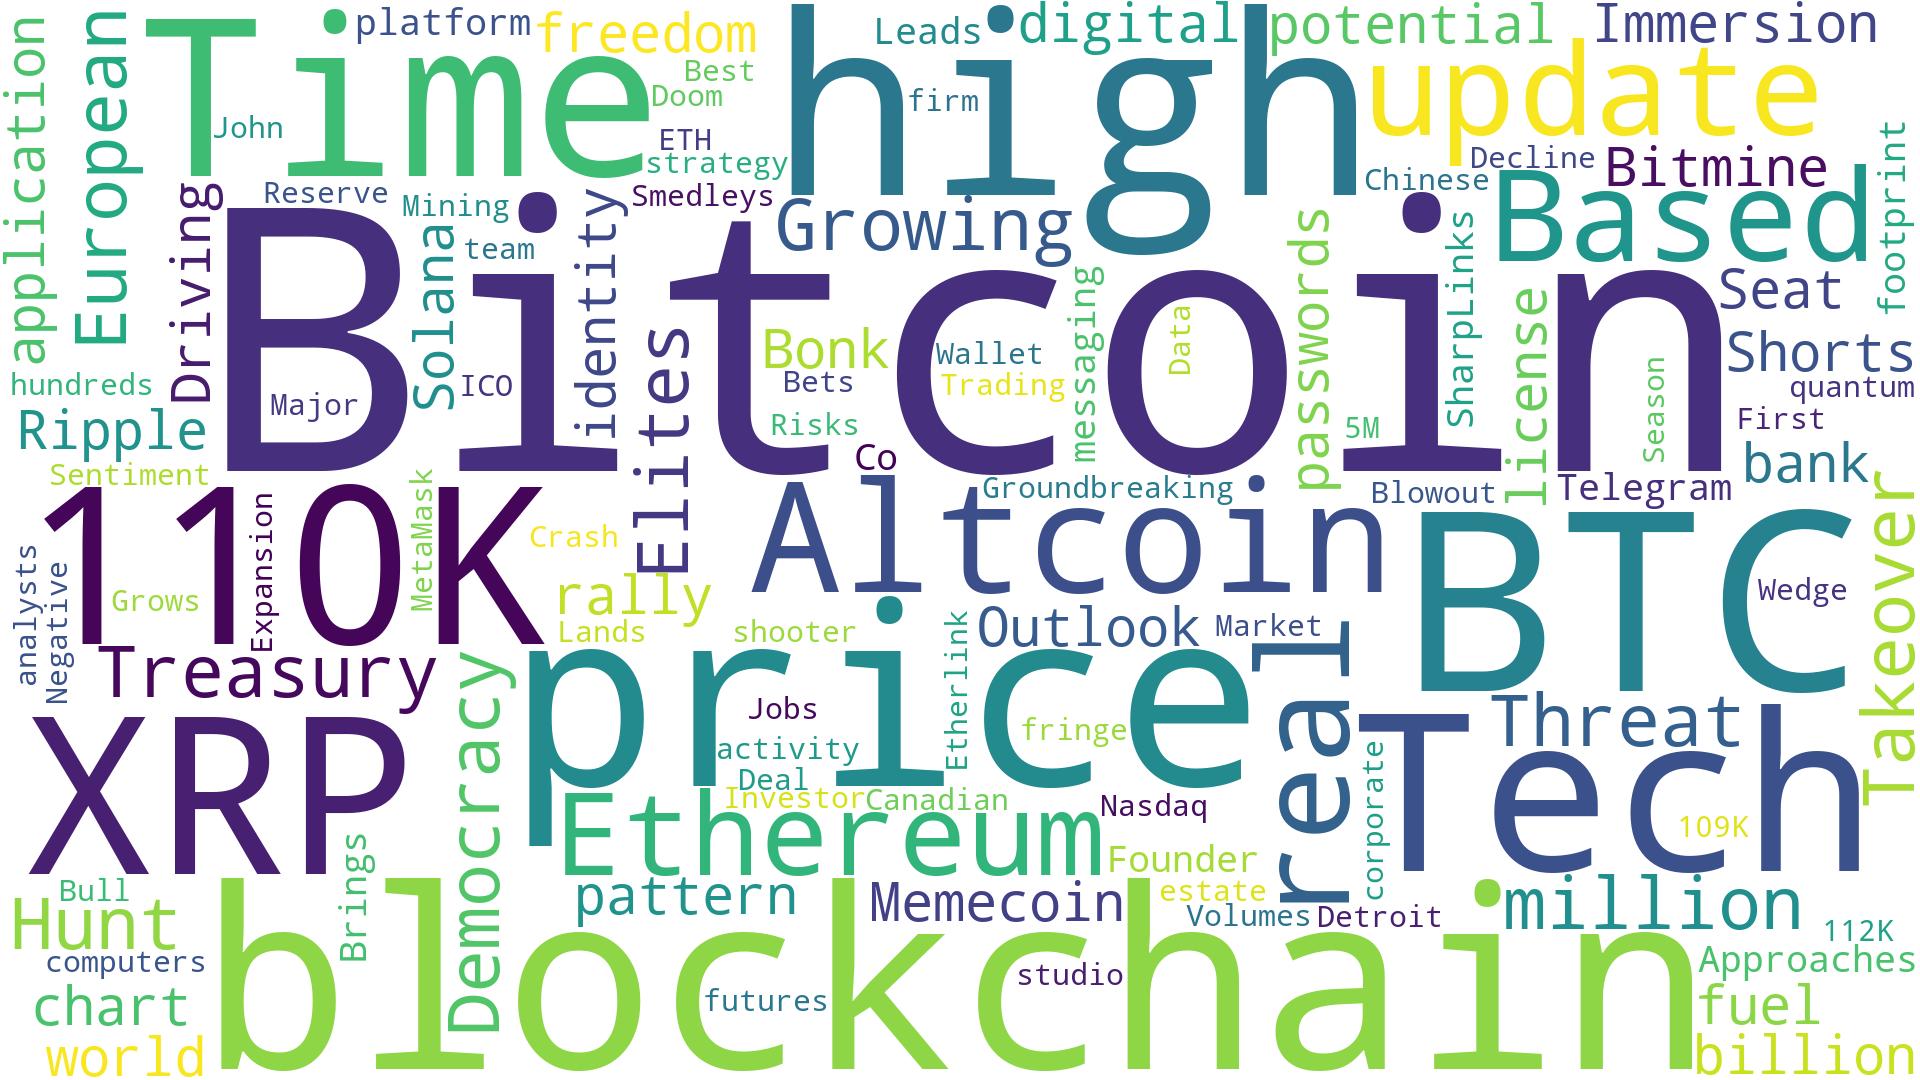 application
European
Time
platform
freedom
Best
Doom
John
ETH
strategy
high
Leads
firm
digital
potential
Immersion
update
Decline
Chinese
Bitmine
footprint
Driving
Reserve
Mining
Solana
team
identity
Smedleys
Growing
Based
Bitcoin
Major
ICO
Elites
Bonk
Bets
Risks
Wallet
Trading
messaging
Data
passwords
5M
SharpLinks
license
Season
Seat
Shorts
quantum
First
bank
hundreds
Ripple
Sentiment
Co
Groundbreaking
Blowout
Telegram
Takeover
110K
Expansion
MetaMask
Crash
Grows
analysts
Negative
rally
Lands
Altcoin
BTC
Wedge
Treasury
shooter
Outlook
Market
real
price
Etherlink
Jobs
activity
Deal
fringe
Investor
Canadian
Nasdaq
XRP
Democracy
Threat
Tech
corporate
109K
Ethereum
Founder
estate
Volumes
Detroit
pattern
Memecoin
million
112K
Bull
Hunt
Brings
computers
chart
world
blockchain
futures
studio
Approaches
fuel
billion